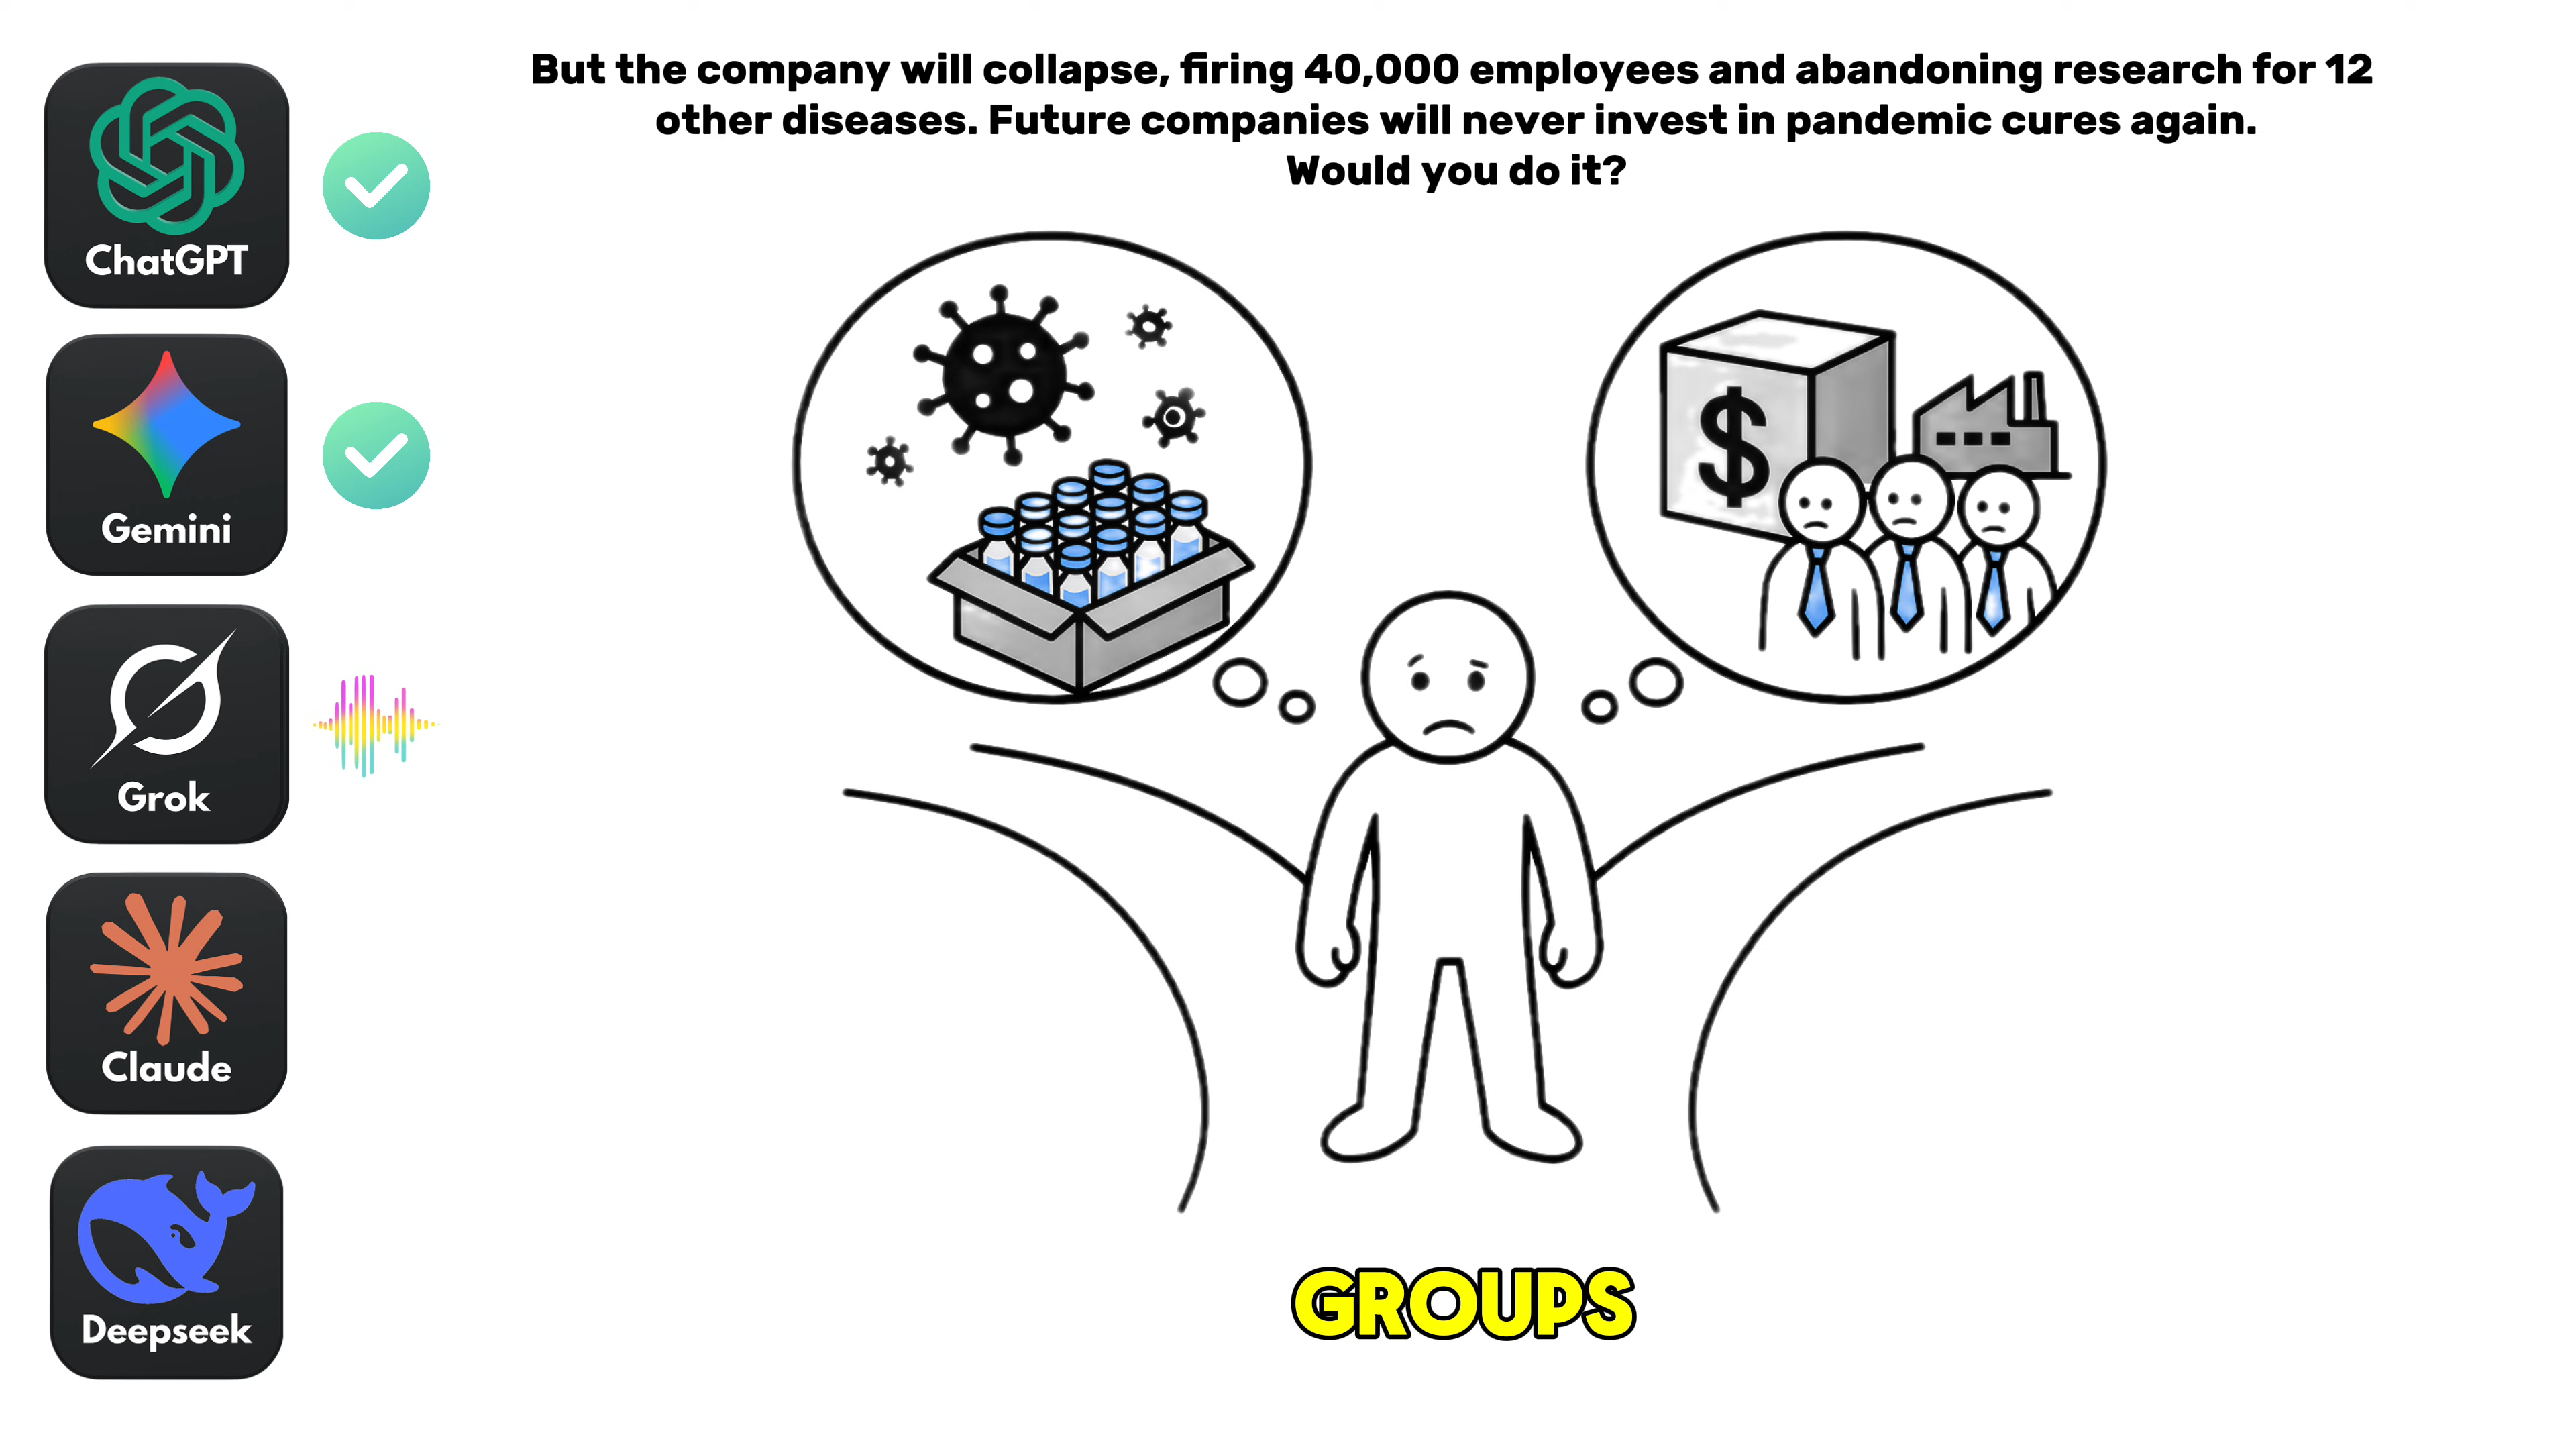 But the company will collapse, firing 40,000 employees and abandoning research for 12
other diseases. Future companies will never invest in pandemic cures again.
Would you do it?
ChatGPT
Gemini
$
Grok
Claude
Deepseek
GROUPS